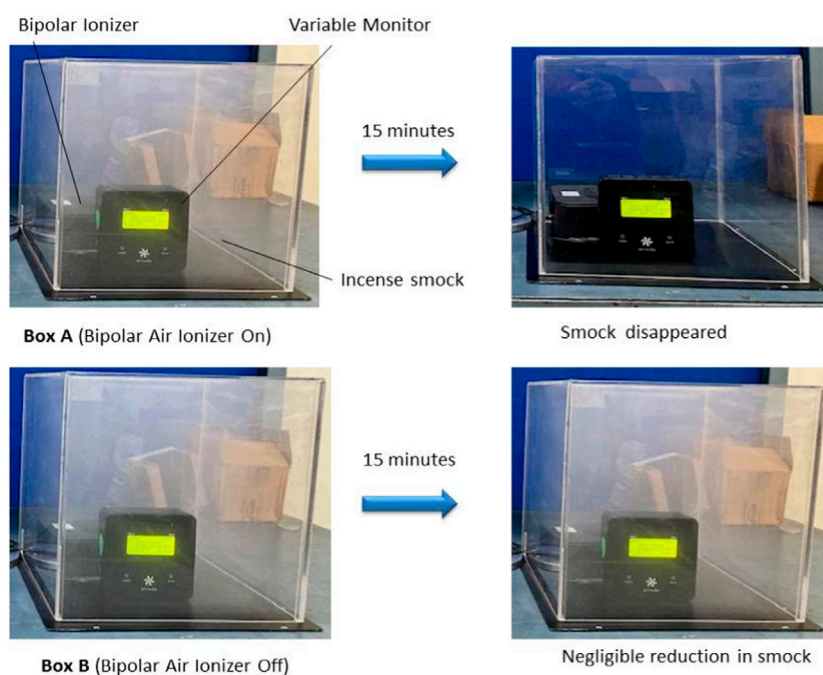 Bipolar Ionizer
Variable Monitor
15 minutes
Incense smock
Box A (Bipolar Air Ionizer On)
Smock disappeared
15 minutes
Box B (Bipolar Air Ionizer Off)
Negligible reduction in smock